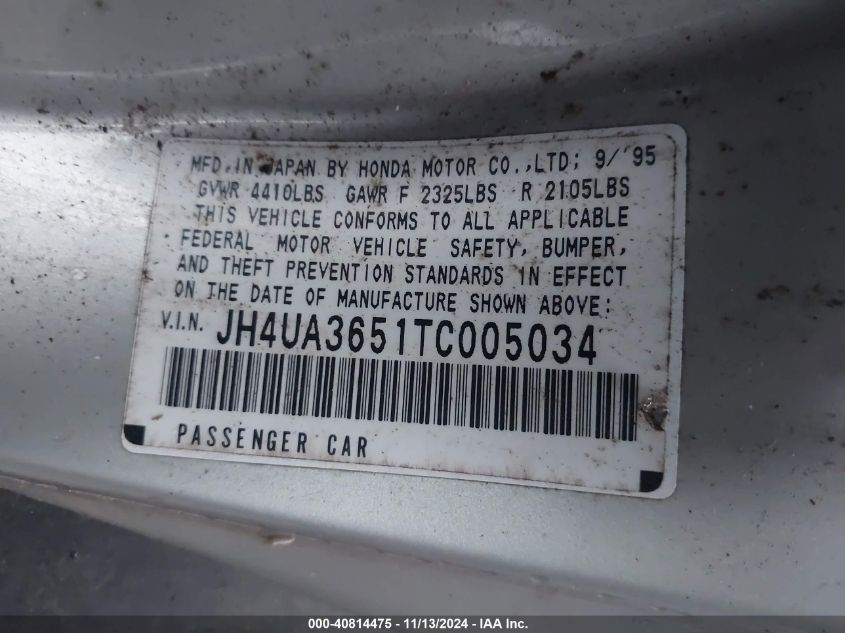 MFD. IN JAPAN BY HONDA MOTOR CO.,LTD; 9/'95
GVWR 4410LBS GAWR F 2325LBS R 2105LBS
THIS VEHICLE CONFORMS TO ALL APPLICABLE
FEDERAL MOTOR VEHICLE SAFETY, BUMPER,
AND THEFT PREVENTION STANDARDS IN EFFECT
ON THE DATE OF MANUFACTURE SHOWN ABOVE:
V.I.N. JH4UA3651TC005034
PASSENGER CAR
000-40814475 - 11/13/2024 - IAA Inc.